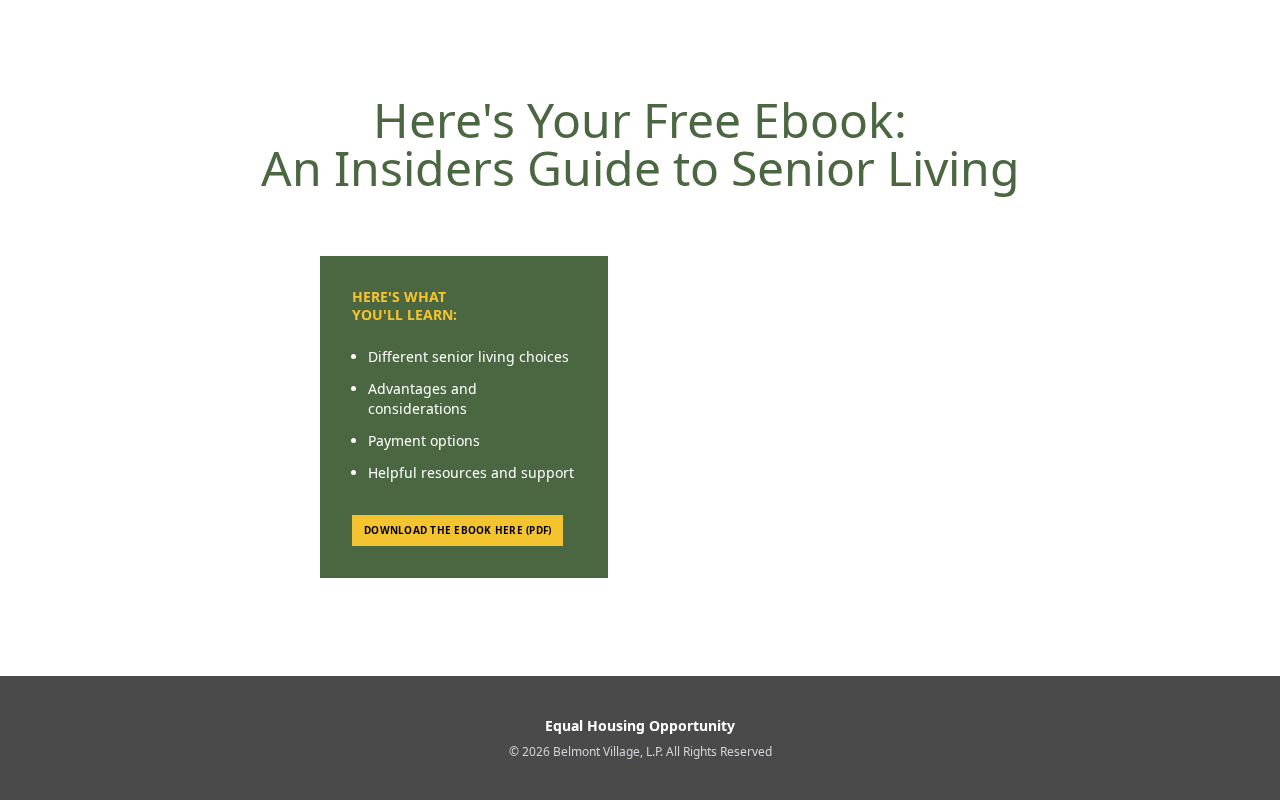 Here's Your Free Ebook:
An Insiders Guide to Senior Living
HERE'S WHAT
YOU'LL LEARN:
Different senior living choices
Advantages and
considerations
Payment options
Helpful resources and support
DOWNLOAD THE EBOOK HERE (PDF)
Equal Housing Opportunity
© 2026 Belmont Village, L.P. All Rights Reserved